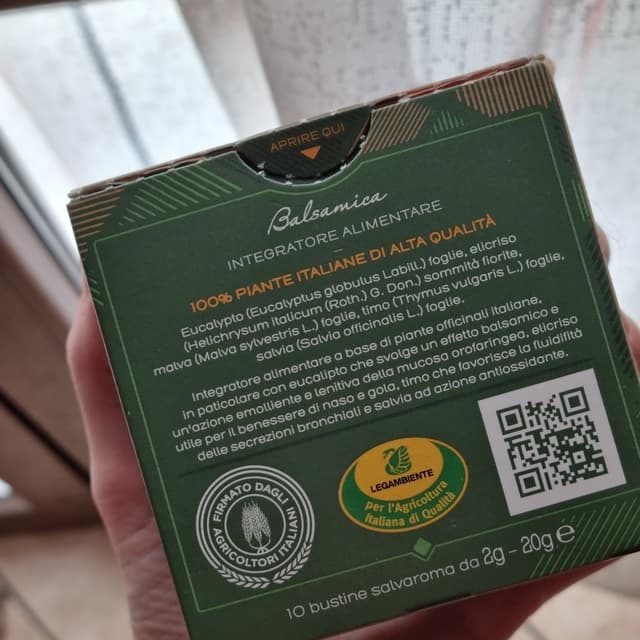 APRIRE QUI
Balsamica
INTEGRATORE ALIMENTARE
100% PIANTE ITALIANE DI ALTA QUALITÀ
Eucalypto (Eucalyptus globulus Labill.) foglie, elicriso
(Helichrysum italicum (Roth.) G. Don.) sommità fiorite,
malva (Malva sylvestris L.) foglie, timo (Thymus vulgaris L.) foglie,
salvia (Salvia officinalis L.) foglie.
Integratore alimentare a base di piante officinali italiane,
in paticolare con eucalipto che svolge un effetto balsamico e
un'azione emolliente e lenitiva della mucosa orofaringea, elicriso
utile per il benessere di naso e gola, timo che favorisce la fluidità
delle secrezioni bronchiali e salvia ad azione antiossidante.
FIRMATO DAGLI
AGRICOLTORI ITALIANI
LEGAMBIENTE
per l'Agricoltura
Italiana di Qualità
10 bustine salvaroma da 2g - 20g e